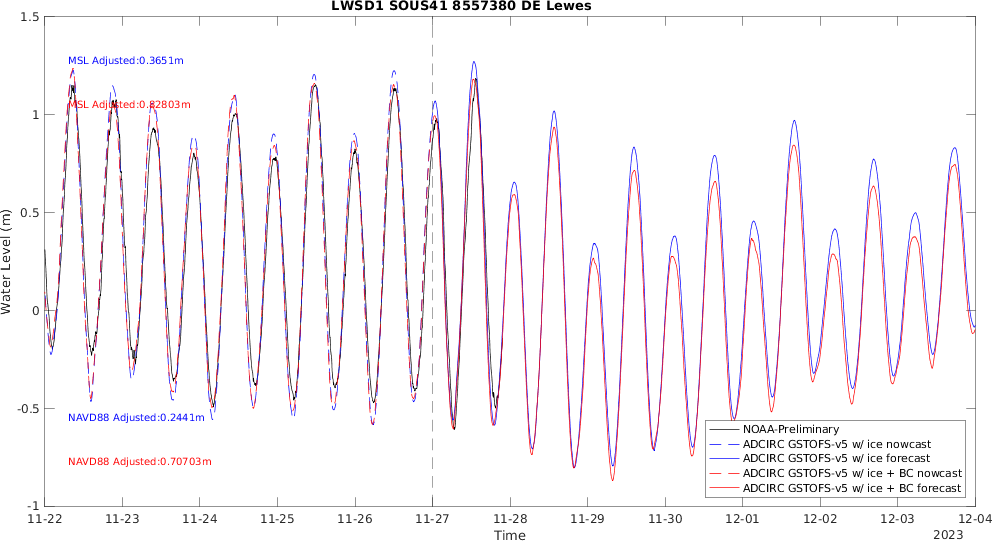 LWSD1 SOUS41 8557380 DE Lewes
1.5
1
0.5
0
-0.5
-1
Water Level (m)
MSL Adjusted:0.3651m
MSL Adjusted:0.82803m
NAVD88 Adjusted:0.2441m
NAVD88 Adjusted:0.70703m
NOAA-Preliminary
ADCIRC GSTOFS-v5 w/ ice nowcast
ADCIRC GSTOFS-v5 w/ ice forecast
ADCIRC GSTOFS-v5 w/ ice + BC nowcast
ADCIRC GSTOFS-v5 w/ ice + BC forecast
11-22 11-23 11-24 11-25 11-26 11-27 11-28 11-29 11-30 12-01 12-02 12-03 12-04
Time
2023